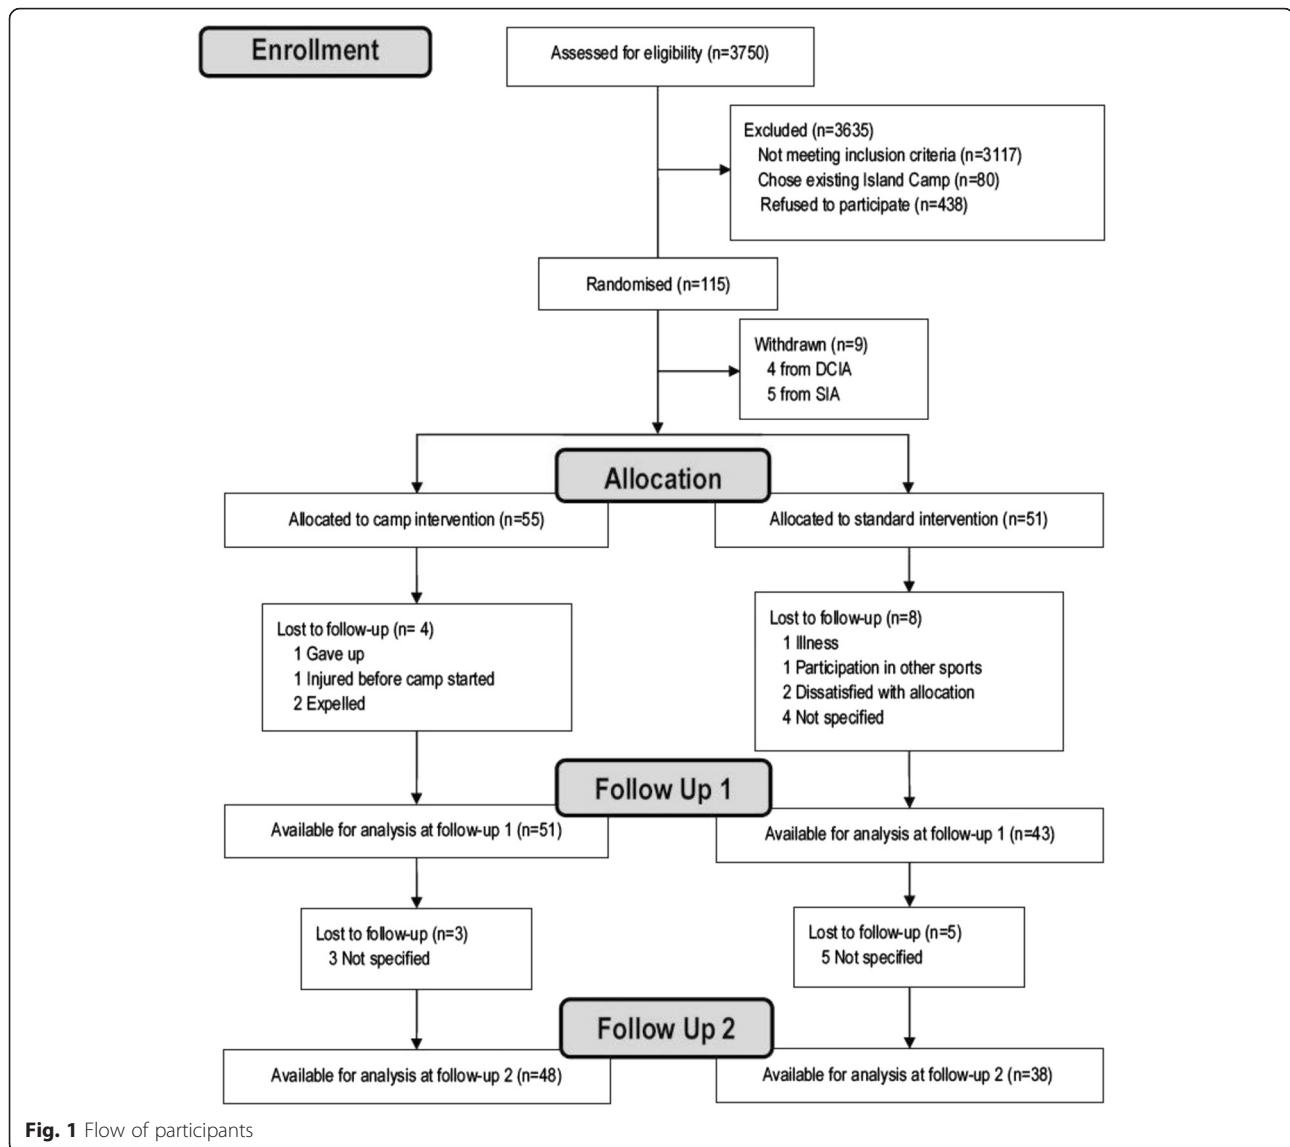 Enrollment
Assessed for eligibility (n=3750)
Excluded (n=3635)
Not meeting inclusion criteria (n=3117)
Chose existing Island Camp (n=80)
Refused to participate (n=438)
Randomised (n=115)
Withdrawn (n=9)
4 from DCIA
5 from SIA
Allocation
Allocated to camp intervention (n=55)
Allocated to standard intervention (n=51)
Lost to follow-up (n= 4)
1 Gave up
1 Injured before camp started
2 Expelled
Lost to follow-up (n=8)
1 Illness
1 Participation in other sports
2 Dissatisfied with allocation
4 Not specified
Follow Up 1
Available for analysis at follow-up 1 (n=51)
Available for analysis at follow-up 1 (n=43)
Lost to follow-up (n=3)
3 Not specified
Lost to follow-up (n=5)
5 Not specified
Follow Up 2
Available for analysis at follow-up 2 (n=48)
Available for analysis at follow-up 2 (n=38)
Fig. 1 Flow of participants